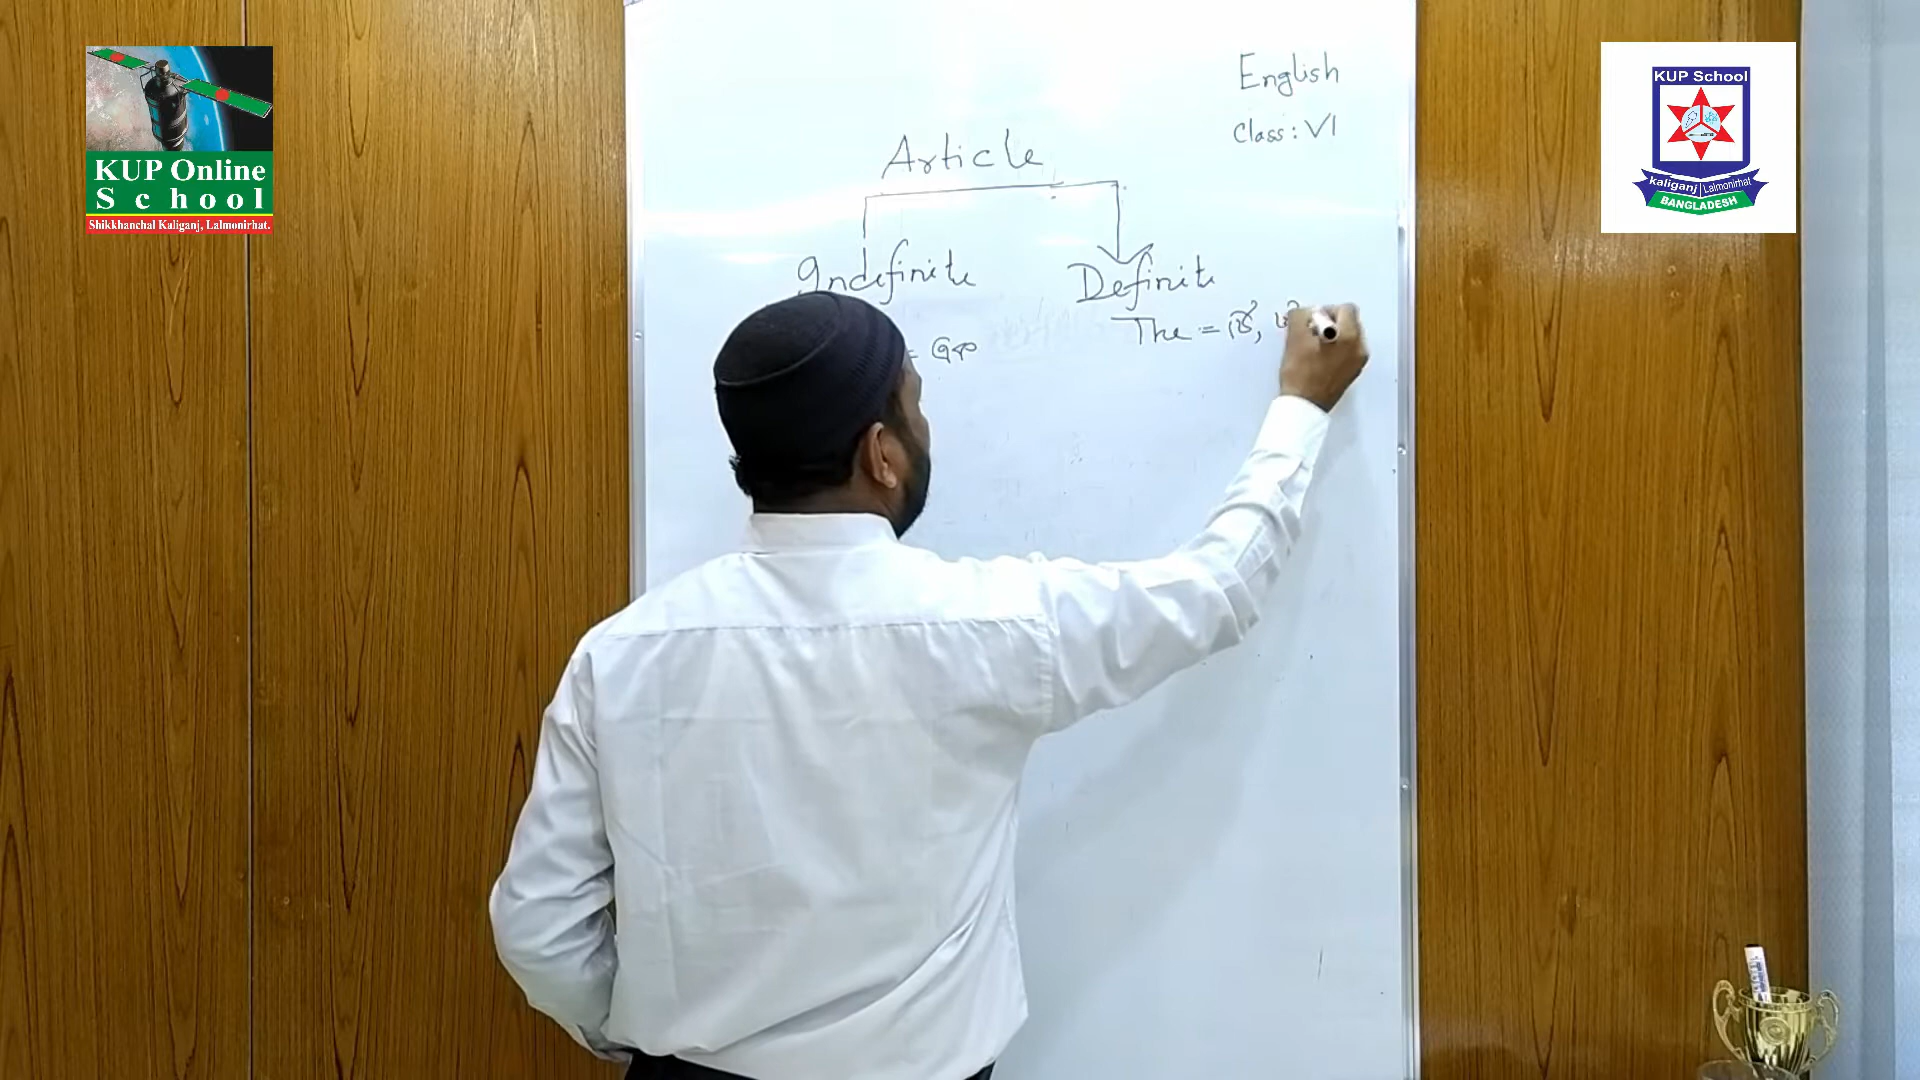 KUP Online
School
Shikkhanchal Kaliganj, Lalmonirhat.
KUP School
Kaliganj Lalmonirhat
BANGLADESH
English
Class: VI
Article
Indefinite Definite
= এক
The =